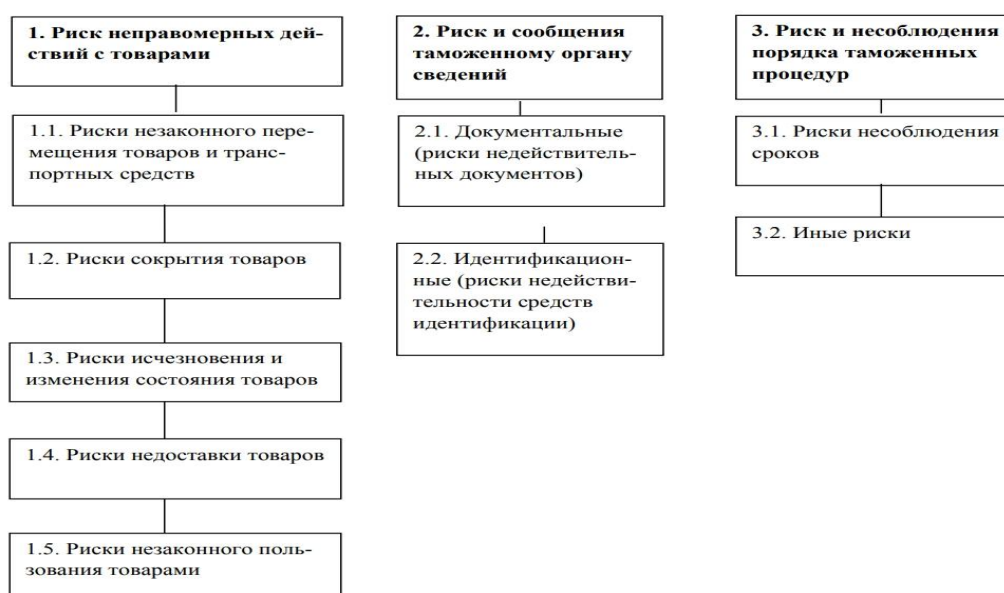 1. Риск неправомерных дей-
ствий с товарами
1.1. Риски незаконного пере-
мещения товаров и транс-
портных средств
1.2. Риски сокрытия товаров
1.3. Риски исчезновения и
изменения состояния товаров
1.4. Риски недоставки товаров
1.5. Риски незаконного поль-
зования товарами
2. Риск и сообщения
таможенному органу
сведений
2.1. Документальные
(риски недействитель-
ных документов)
2.2. Идентификацион-
ные (риски недействи-
тельности средств
идентификации)
3. Риск и несоблюдения
порядка таможенных
процедур
3.1. Риски несоблюдения
сроков
3.2. Иные риски